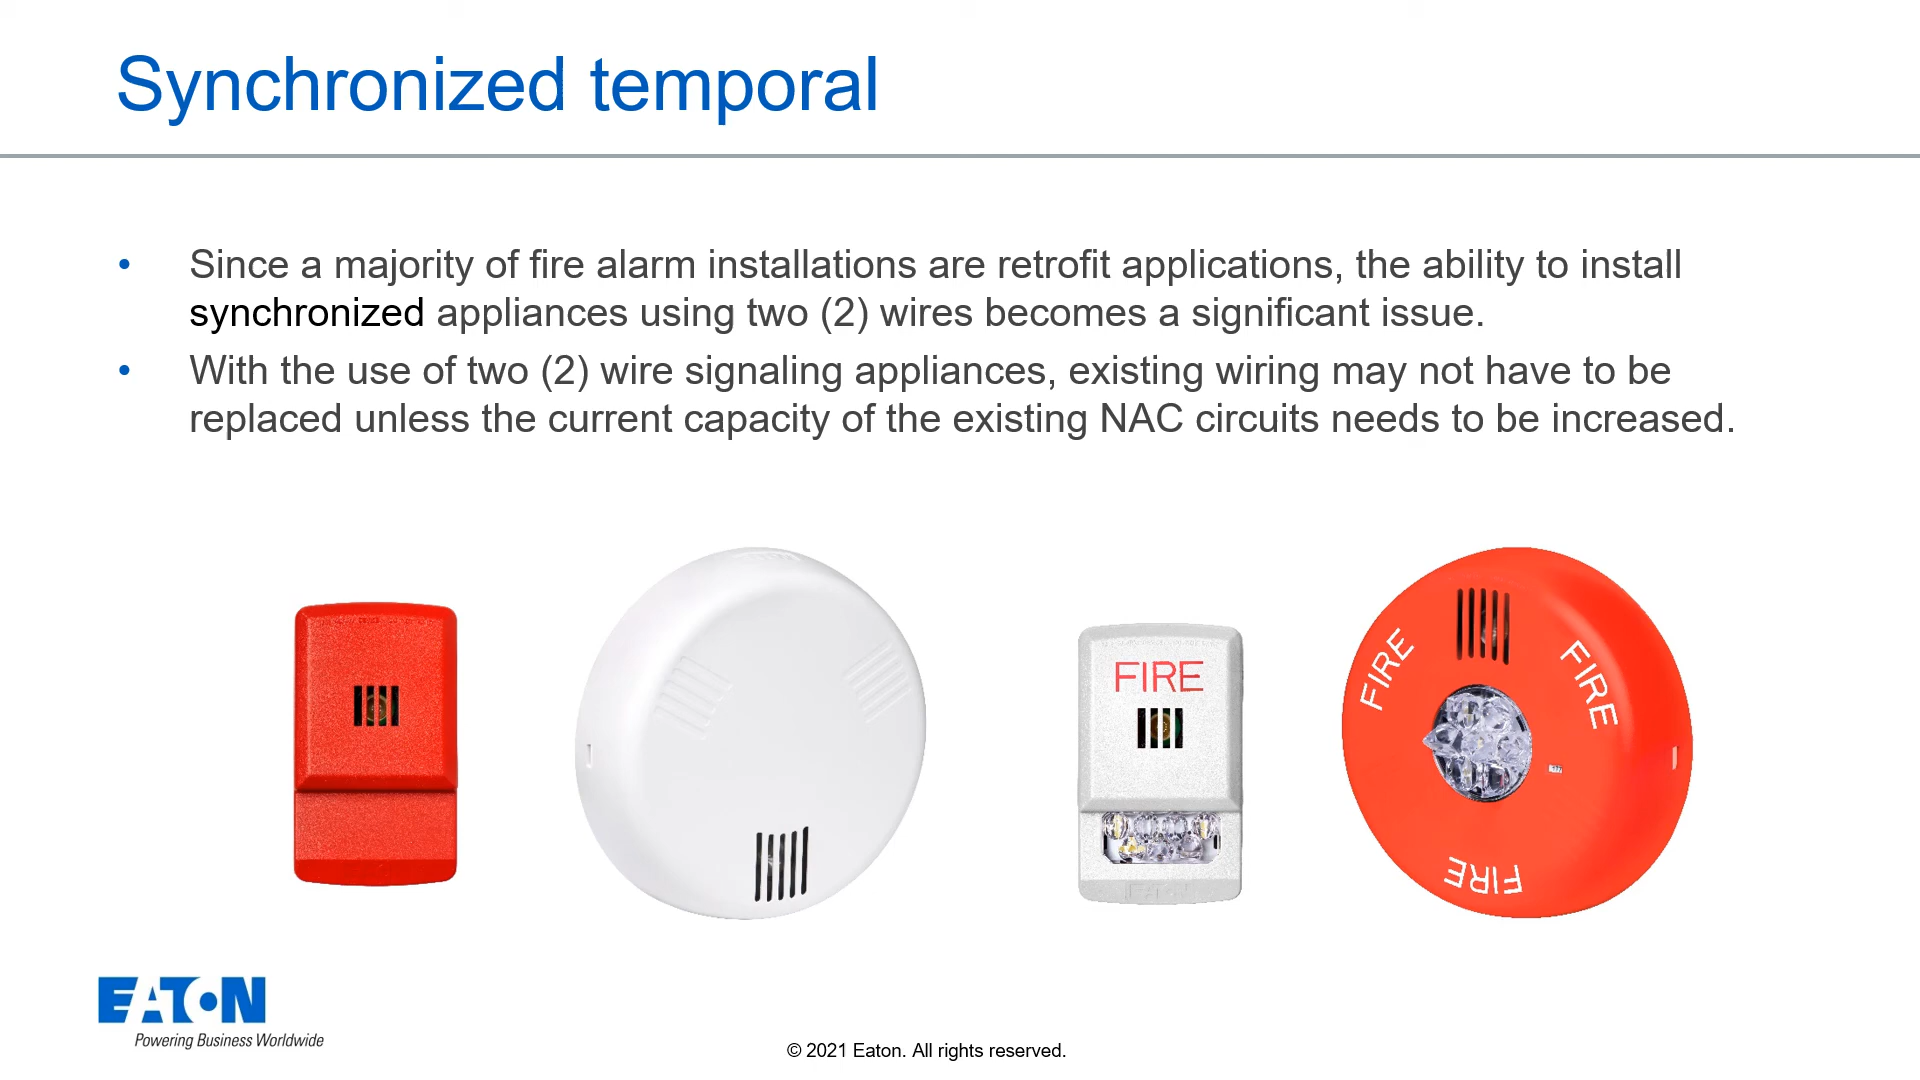 Synchronized temporal
• Since a majority of fire alarm installations are retrofit applications, the ability to install
synchronized appliances using two (2) wires becomes a significant issue.
• With the use of two (2) wire signaling appliances, existing wiring may not have to be
replaced unless the current capacity of the existing NAC circuits needs to be increased.
FIRE
FIRE
FIRE
FIRE
EATON
EATON
Powering Business Worldwide
© 2021 Eaton. All rights reserved.